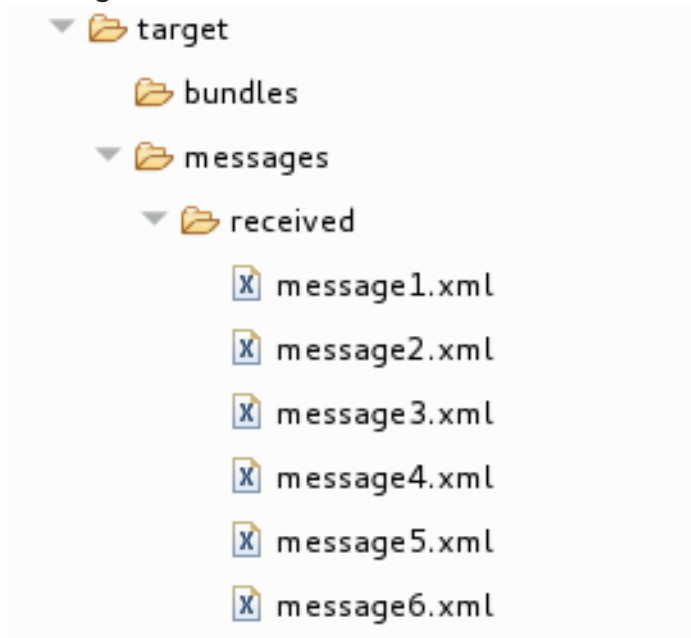 target
bundles
messages
received
message1.xml
message2.xml
message3.xml
message4.xml
message5.xml
message6.xml